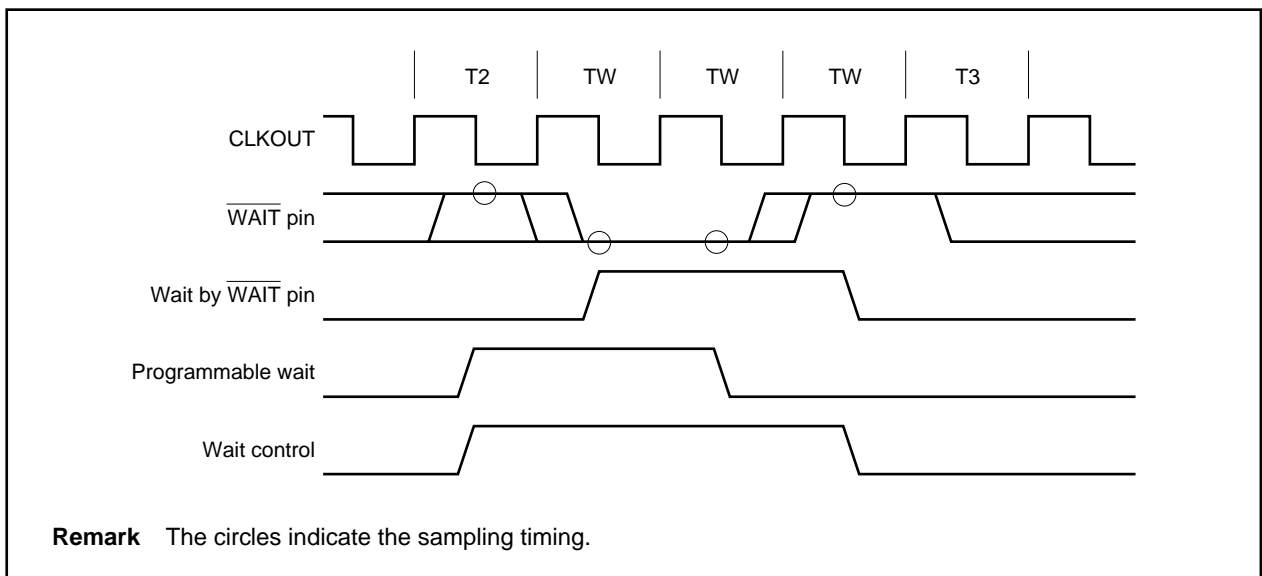 T2 TW TW TW T3
CLKOUT
WAIT pin
Wait by WAIT pin
Programmable wait
Wait control
Remark The circles indicate the sampling timing.